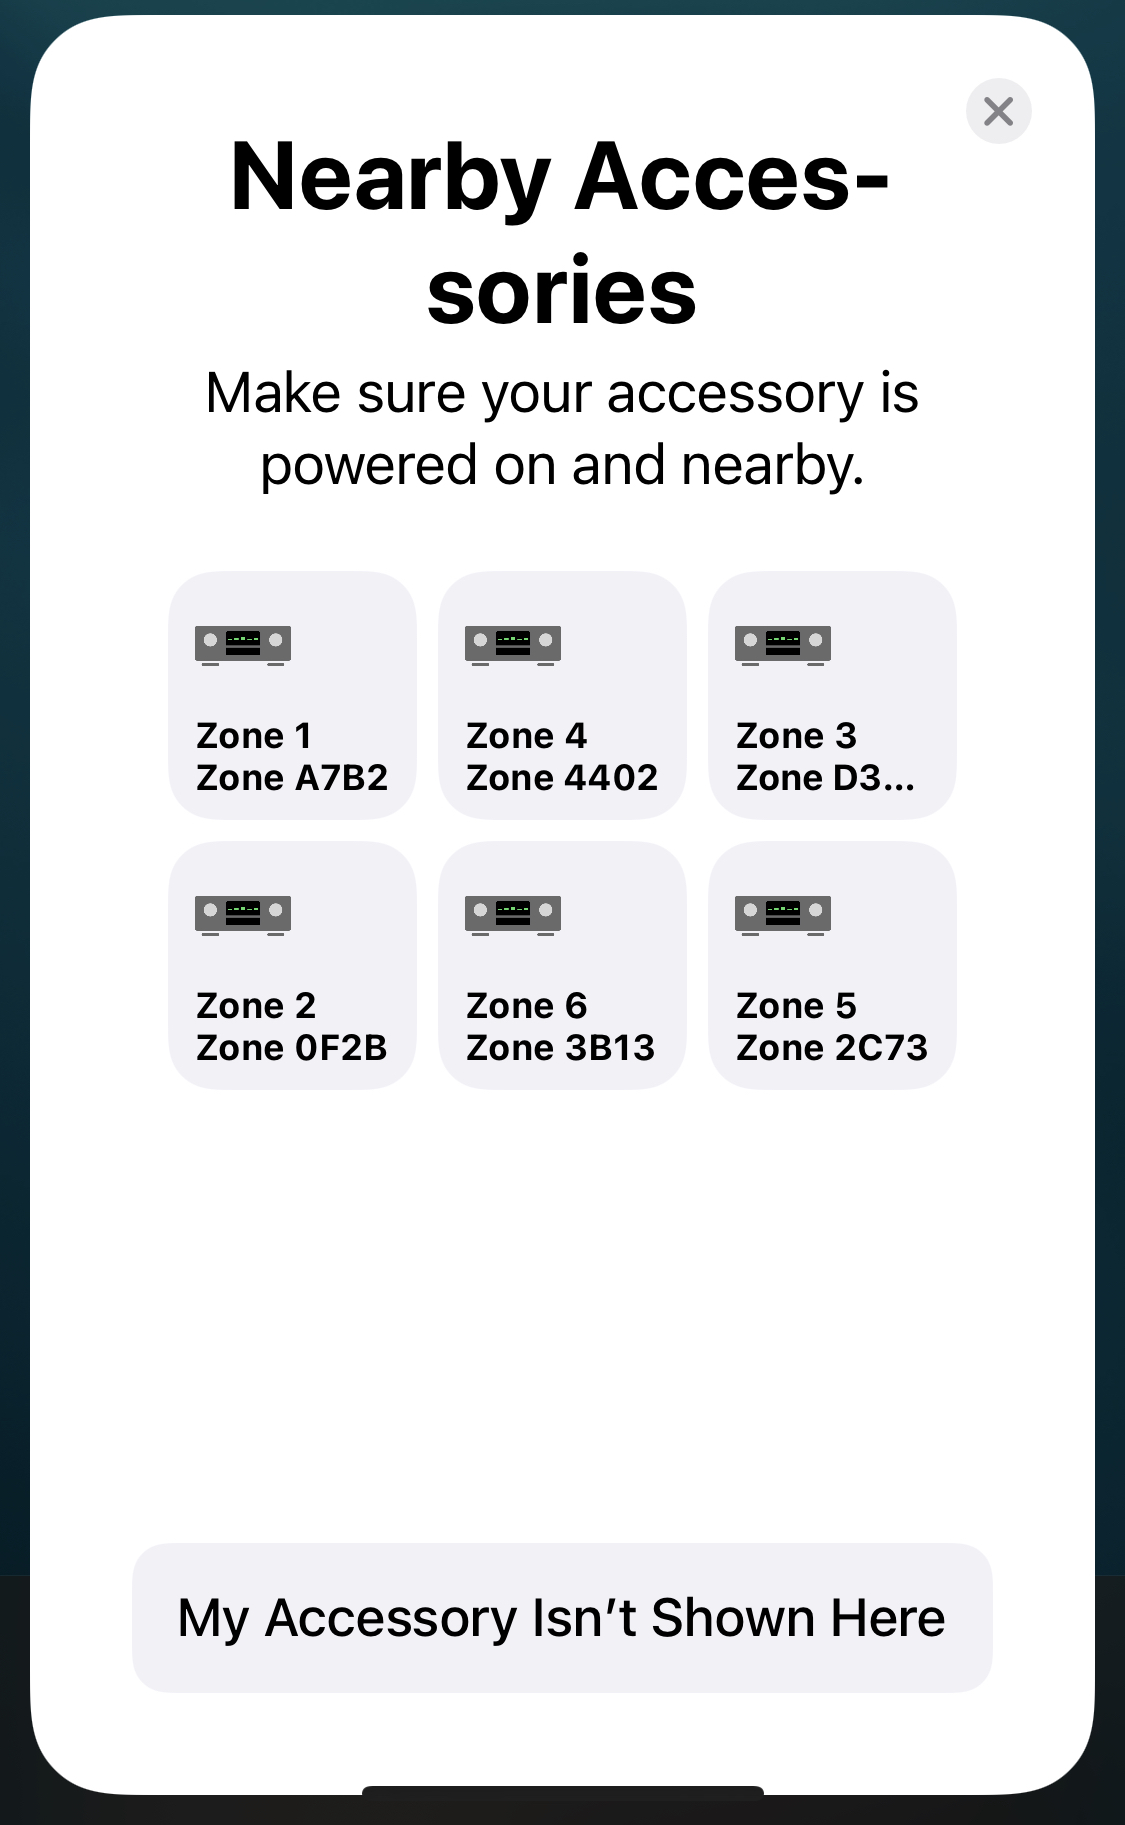 Nearby Acces-
sories
Make sure your accessory is
powered on and nearby.
Zone 1
Zone A7B2
Zone 4
Zone 4402
Zone 3
Zone D3...
Zone 2
Zone 0F2B
Zone 6
Zone 3B13
Zone 5
Zone 2C73
My Accessory Isn’t Shown Here